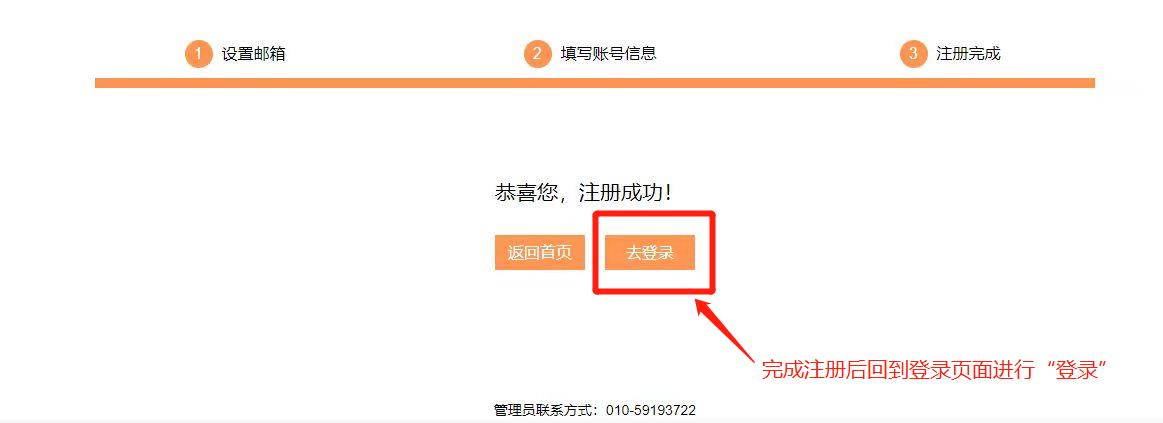 1 设置邮箱 2 填写账号信息 3 注册完成
恭喜您，注册成功！
返回首页 去登录
完成注册后回到登录页面进行“登录”
管理员联系方式：010-59193722